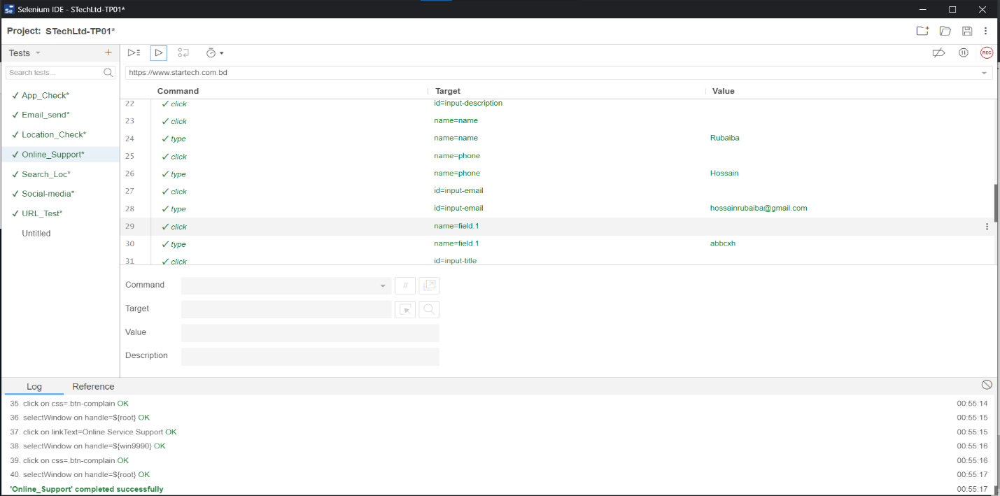 Se Selenium IDE - STechLtd-TP01*
Project: STechLtd-TP01*
Tests
https://www.startech.com.bd
REC
Search tests...
App_Check*
Email_send*
Location_Check*
Online_Support*
Search_Loc*
Social-media*
URL_Test*
Untitled
Command Target Value
22 click id=input-description
23 click name=name
24 type name=name Rubaiba
25 click name=phone
26 type name=phone Hossain
27 click id=input-email
28 type id=input-email hossainrubaiba@gmail.com
29 click name=field.1
30 type name=field.1 abbcxh
31 click id=input-title
Command //
Target
Value
Description
Log Reference
35. click on css=.btn-complain OK 00:55:14
36. selectWindow on handle=${root} OK 00:55:15
37. click on linkText=Online Service Support OK 00:55:15
38. selectWindow on handle=${win9990} OK 00:55:16
39. click on css=.btn-complain OK 00:55:16
40. selectWindow on handle=${root} OK 00:55:17
'Online_Support' completed successfully 00:55:17